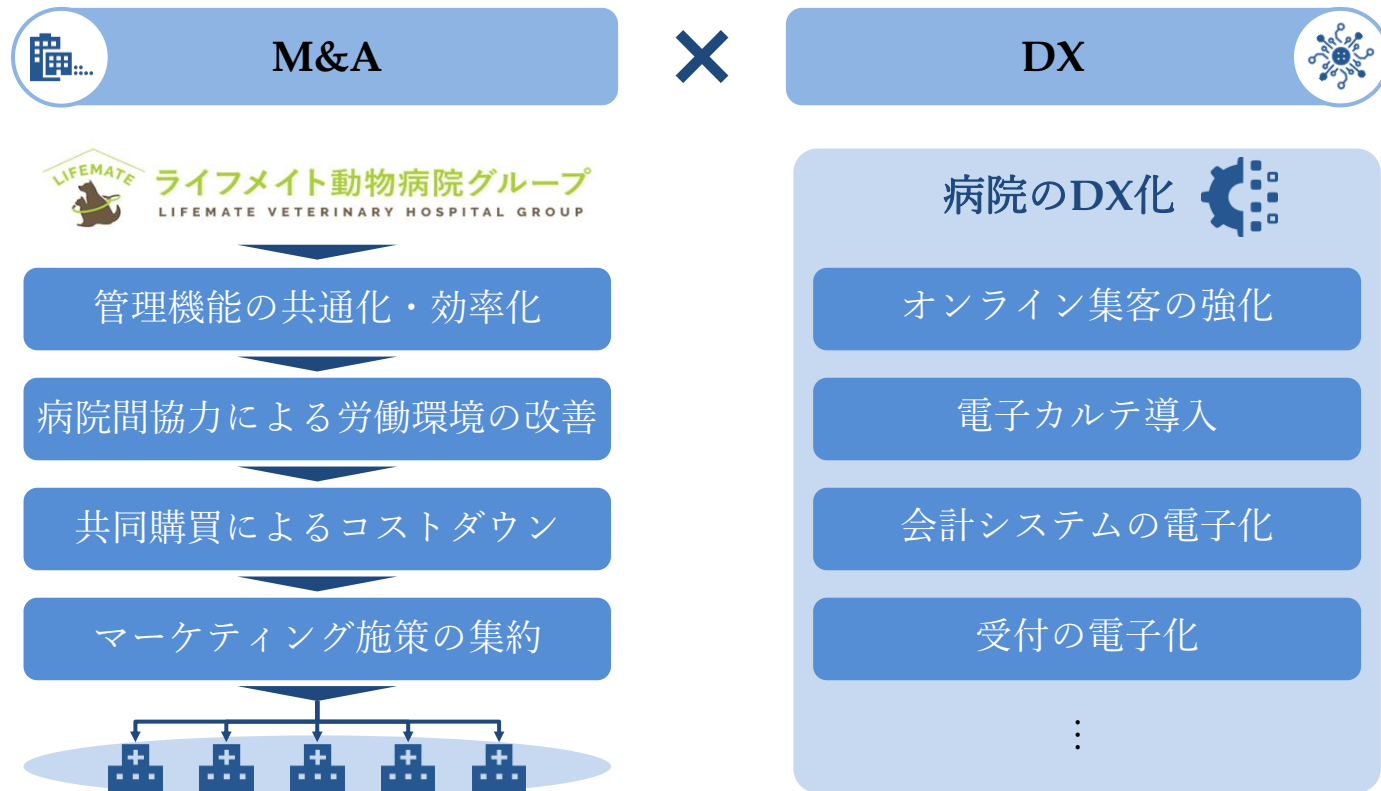 M&A
DX
LIFEMATE
ライフメイト動物病院グループ
LIFEMATE VETERINARY HOSPITAL GROUP
管理機能の共通化・効率化
病院間協力による労働環境の改善
共同購買によるコストダウン
マーケティング施策の集約
病院のDX化
オンライン集客の強化
電子カルテ導入
会計システムの電子化
受付の電子化
⋮